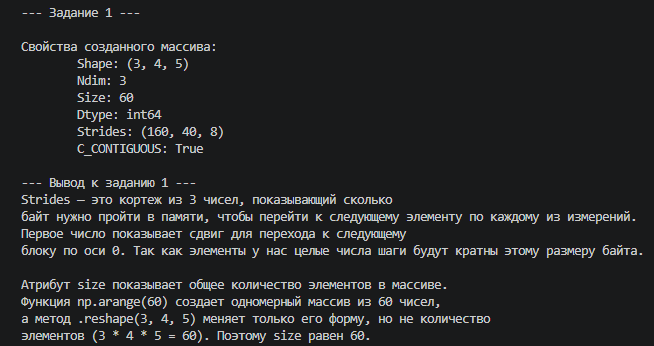 --- Задание 1 ---
Свойства созданного массива:
Shape: (3, 4, 5)
Ndim: 3
Size: 60
Dtype: int64
Strides: (160, 40, 8)
C_CONTIGUOUS: True
--- Вывод к заданию 1 ---
Strides — это кортеж из 3 чисел, показывающий сколько
байт нужно пройти в памяти, чтобы перейти к следующему элементу по каждому из измерений.
Первое число показывает сдвиг для перехода к следующему
блоку по оси 0. Так как элементы у нас целые числа шаги будут кратны этому размеру байта.
Атрибут size показывает общее количество элементов в массиве.
Функция np.arange(60) создает одномерный массив из 60 чисел,
а метод .reshape(3, 4, 5) меняет только его форму, но не количество
элементов (3 * 4 * 5 = 60). Поэтому size равен 60.